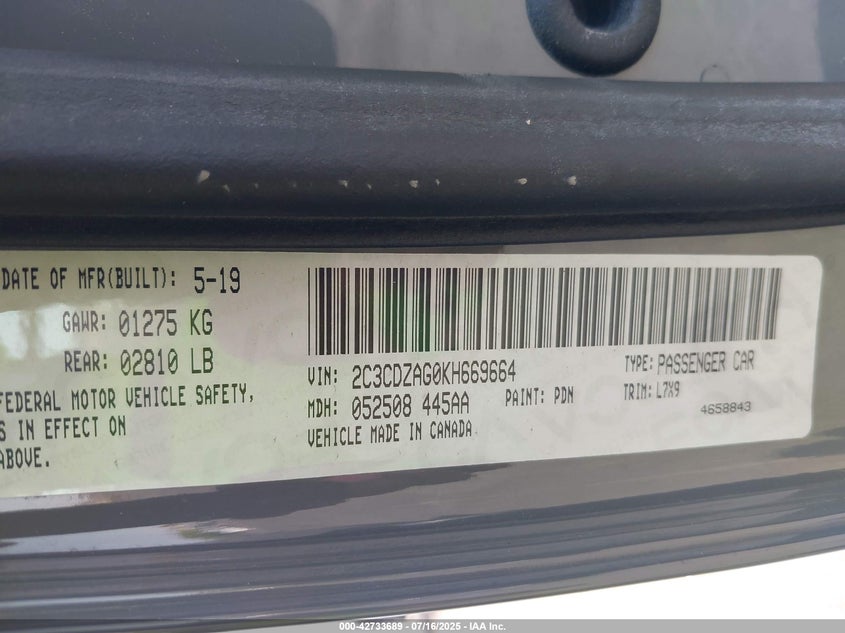 DATE OF MFR(BUILT): 5-19
GAWR: 01275 KG
REAR: 02810 LB
FEDERAL MOTOR VEHICLE SAFETY,
S IN EFFECT ON
ABOVE.
VIN: 2C3CDZAG0KH669664
TYPE: PASSENGER CAR
MDH: 052508 445AA
PAINT: PDN
TRIM: L7X9
VEHICLE MADE IN CANADA
4658843
000-42733689 - 07/16/2025 - IAA Inc.